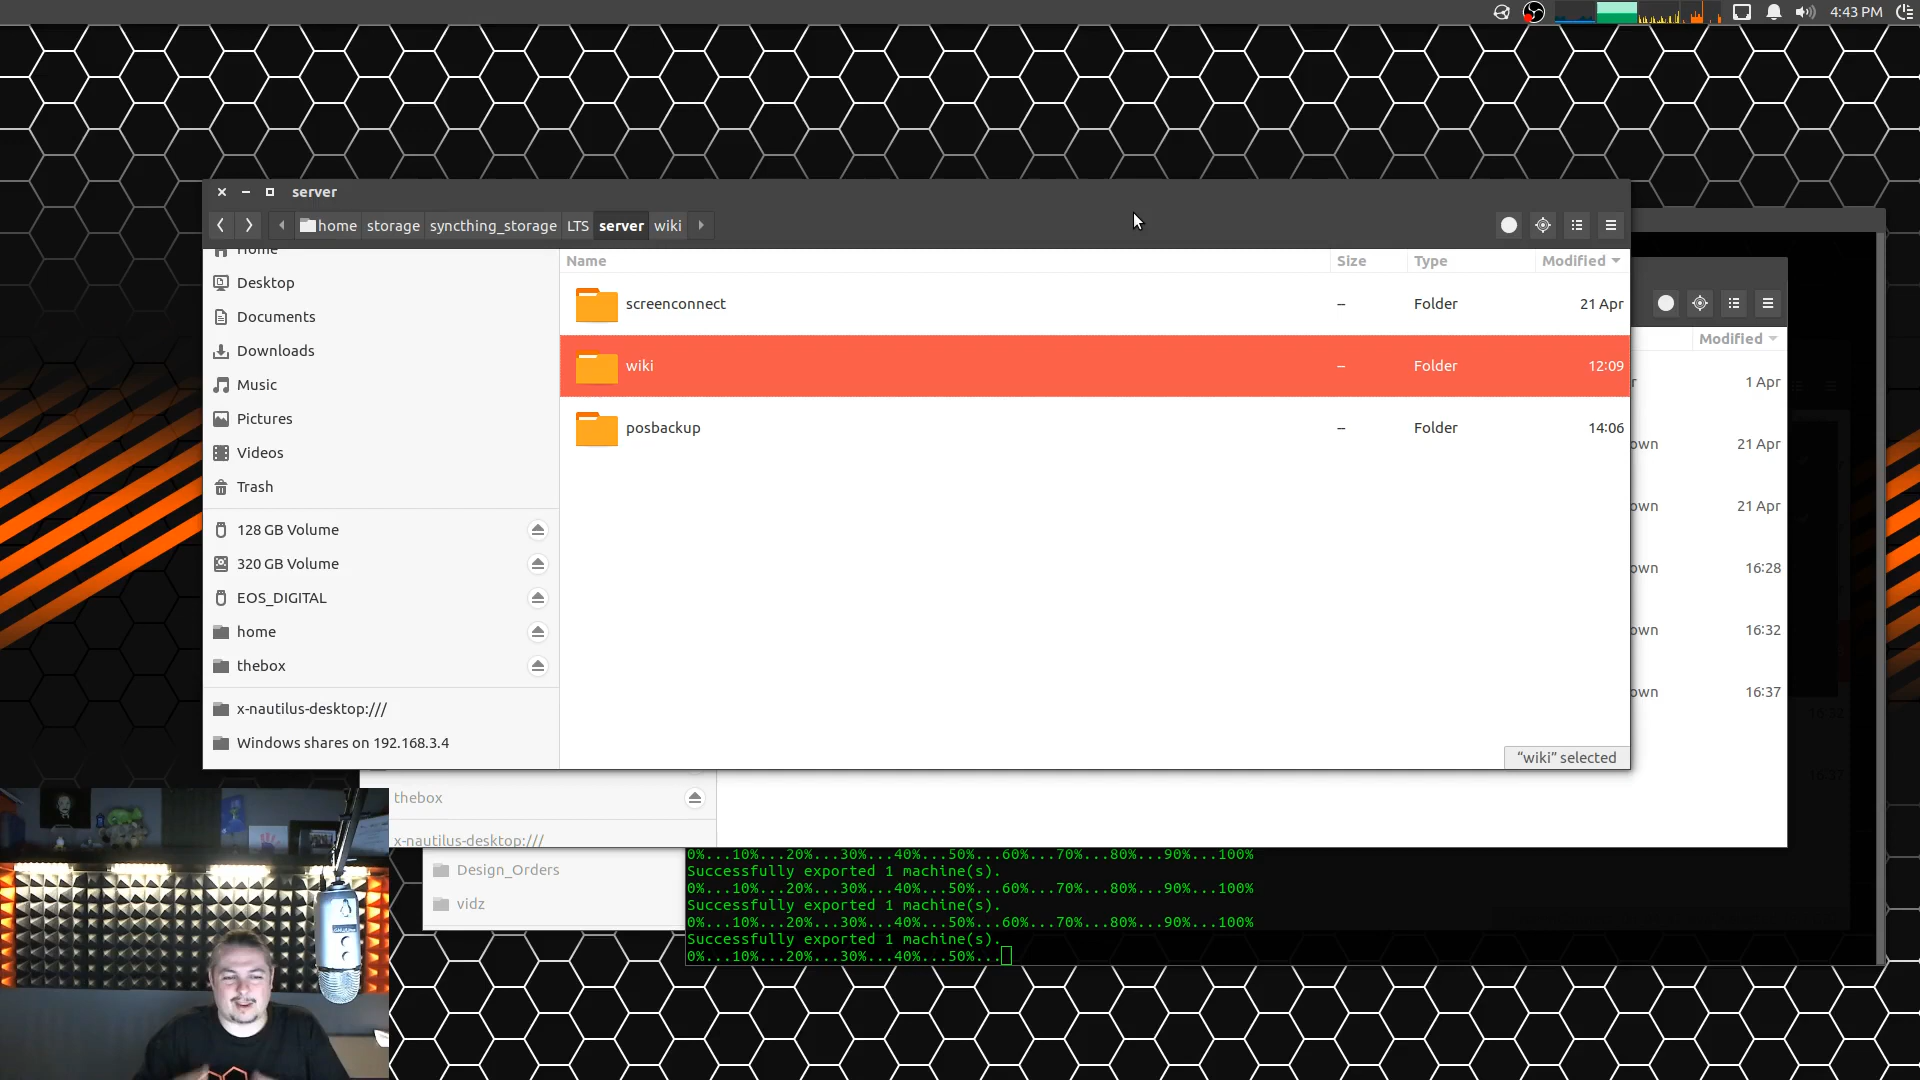 4:43 PM
server
home storage syncthing_storage LTS server wiki
Name Size Type Modified
Home
Desktop
Documents
Downloads
Music
Pictures
Videos
Trash
128 GB Volume
320 GB Volume
EOS_DIGITAL
home
thebox
x-nautilus-desktop:///
Windows shares on 192.168.3.4
screenconnect – Folder 21 Apr
wiki – Folder 12:09
posbackup – Folder 14:06
“wiki” selected
Modified
r 1 Apr
own 21 Apr
own 21 Apr
own 16:28
own 16:32
own 16:37
thebox
x-nautilus-desktop:///
Design_Orders
vidz
0%...10%...20%...30%...40%...50%...60%...70%...80%...90%...100%
Successfully exported 1 machine(s).
0%...10%...20%...30%...40%...50%...60%...70%...80%...90%...100%
Successfully exported 1 machine(s).
0%...10%...20%...30%...40%...50%...60%...70%...80%...90%...100%
Successfully exported 1 machine(s).
0%...10%...20%...30%...40%...50%...